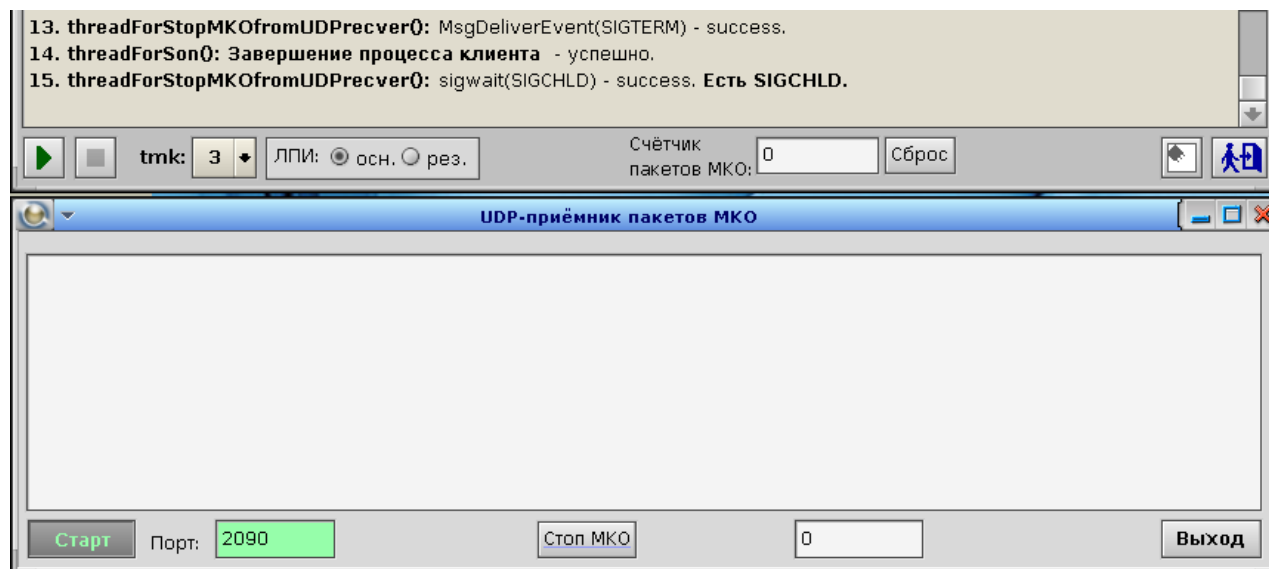 13. threadForStopMKOfromUDPrecver(): MsgDeliverEvent(SIGTERM) - success.
14. threadForSon(): Завершение процесса клиента - успешно.
15. threadForStopMKOfromUDPrecver(): sigwait(SIGCHLD) - success. Есть SIGCHLD.
tmk: 3 ЛПИ: осн. рез. Счётчик
пакетов МКО: 0 Сброс
UDP-приёмник пакетов МКО
Старт Порт: 2090 Стоп МКО 0 Выход